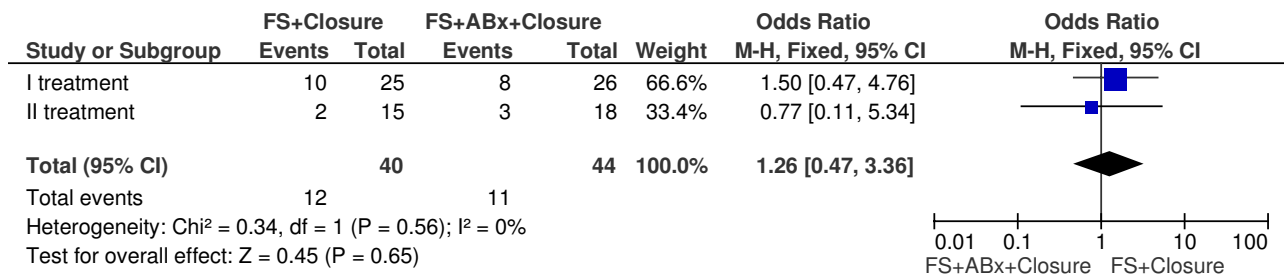 FS+Closure FS+ABx+Closure Odds Ratio Odds Ratio
Study or Subgroup Events Total Events Total Weight M-H, Fixed, 95% CI M-H, Fixed, 95% CI
I treatment 10 25 8 26 66.6% 1.50 [0.47, 4.76]
II treatment 2 15 3 18 33.4% 0.77 [0.11, 5.34]
Total (95% CI) 40 44 100.0% 1.26 [0.47, 3.36]
Total events 12 11
Heterogeneity: Chi² = 0.34, df = 1 (P = 0.56); I² = 0%
Test for overall effect: Z = 0.45 (P = 0.65)
0.01 0.1 1 10 100
FS+ABx+Closure FS+Closure